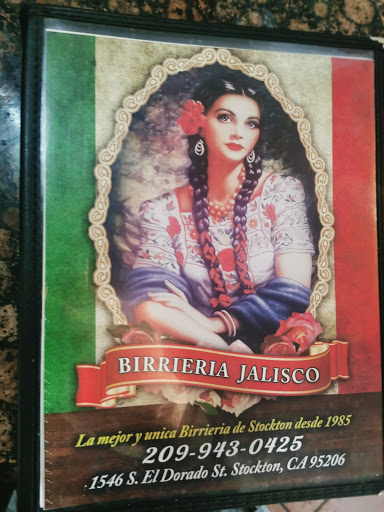 BIRRIERIA JALISCO
La mejor y unica Birrieria de Stockton desde 1985
209-943-0425
1546 S. El Dorado St. Stockton, CA 95206